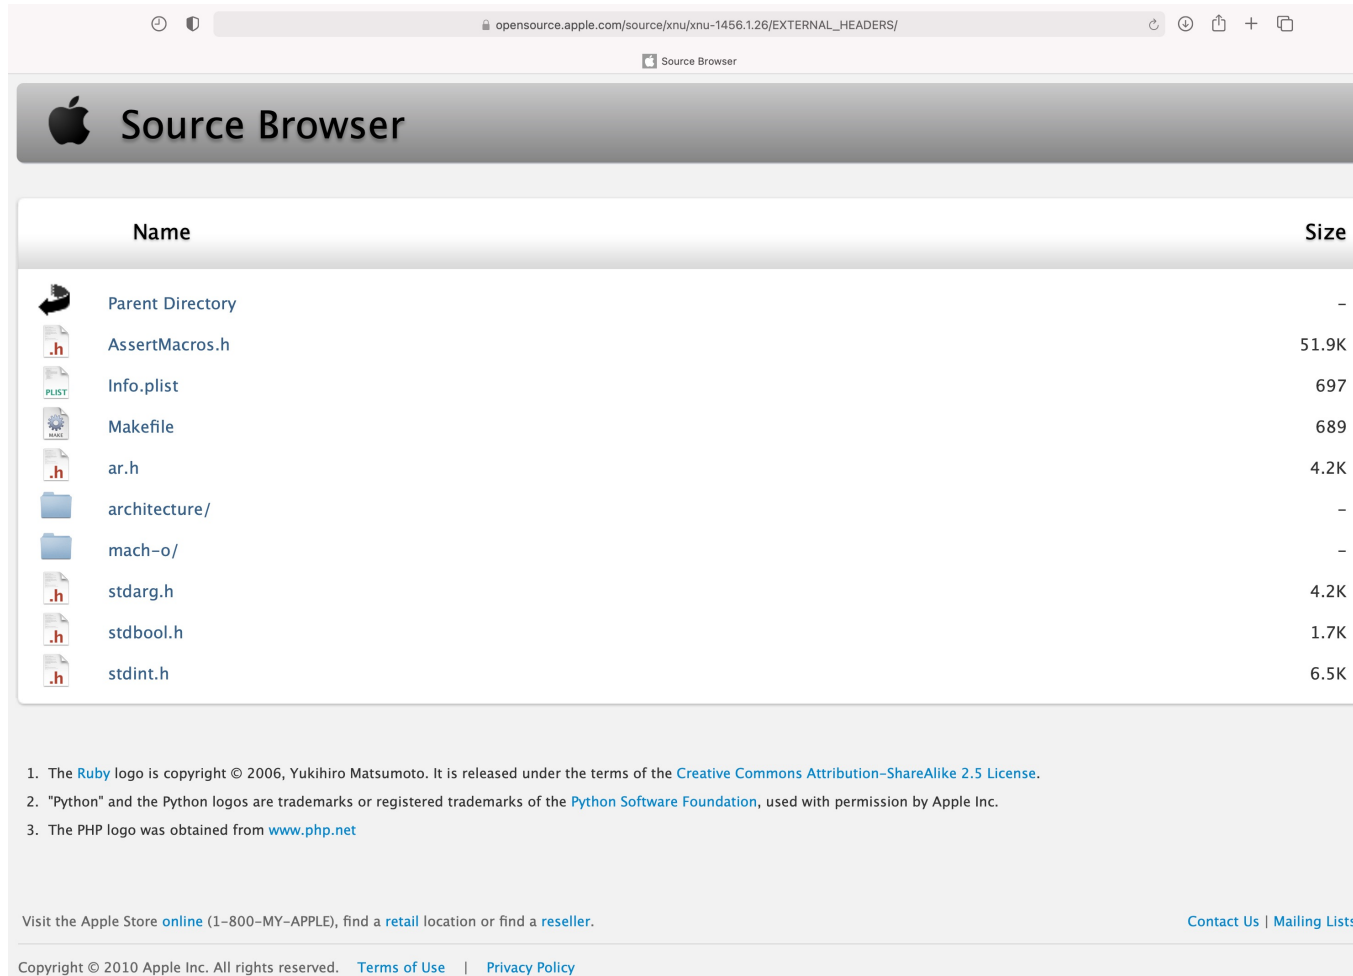 opensource.apple.com/source/xnu/xnu-1456.1.26/EXTERNAL_HEADERS/
Source Browser
Source Browser
Name Size
Parent Directory -
.h AssertMacros.h 51.9K
PLIST Info.plist 697
MAKE Makefile 689
.h ar.h 4.2K
architecture/ -
mach-o/ -
.h stdarg.h 4.2K
.h stdbool.h 1.7K
.h stdint.h 6.5K
1. The Ruby logo is copyright © 2006, Yukihiro Matsumoto. It is released under the terms of the Creative Commons Attribution-ShareAlike 2.5 License.
2. "Python" and the Python logos are trademarks or registered trademarks of the Python Software Foundation, used with permission by Apple Inc.
3. The PHP logo was obtained from www.php.net
Visit the Apple Store online (1-800-MY-APPLE), find a retail location or find a reseller. Contact Us | Mailing Lists
Copyright © 2010 Apple Inc. All rights reserved. Terms of Use | Privacy Policy